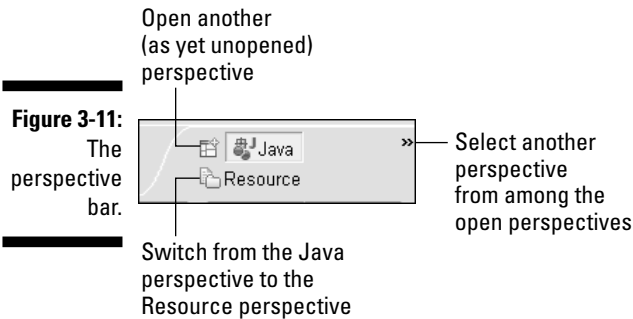 Open another
(as yet unopened)
perspective
Figure 3-11:
The
perspective
bar.
Java
»
Resource
Select another
perspective
from among the
open perspectives
Switch from the Java
perspective to the
Resource perspective